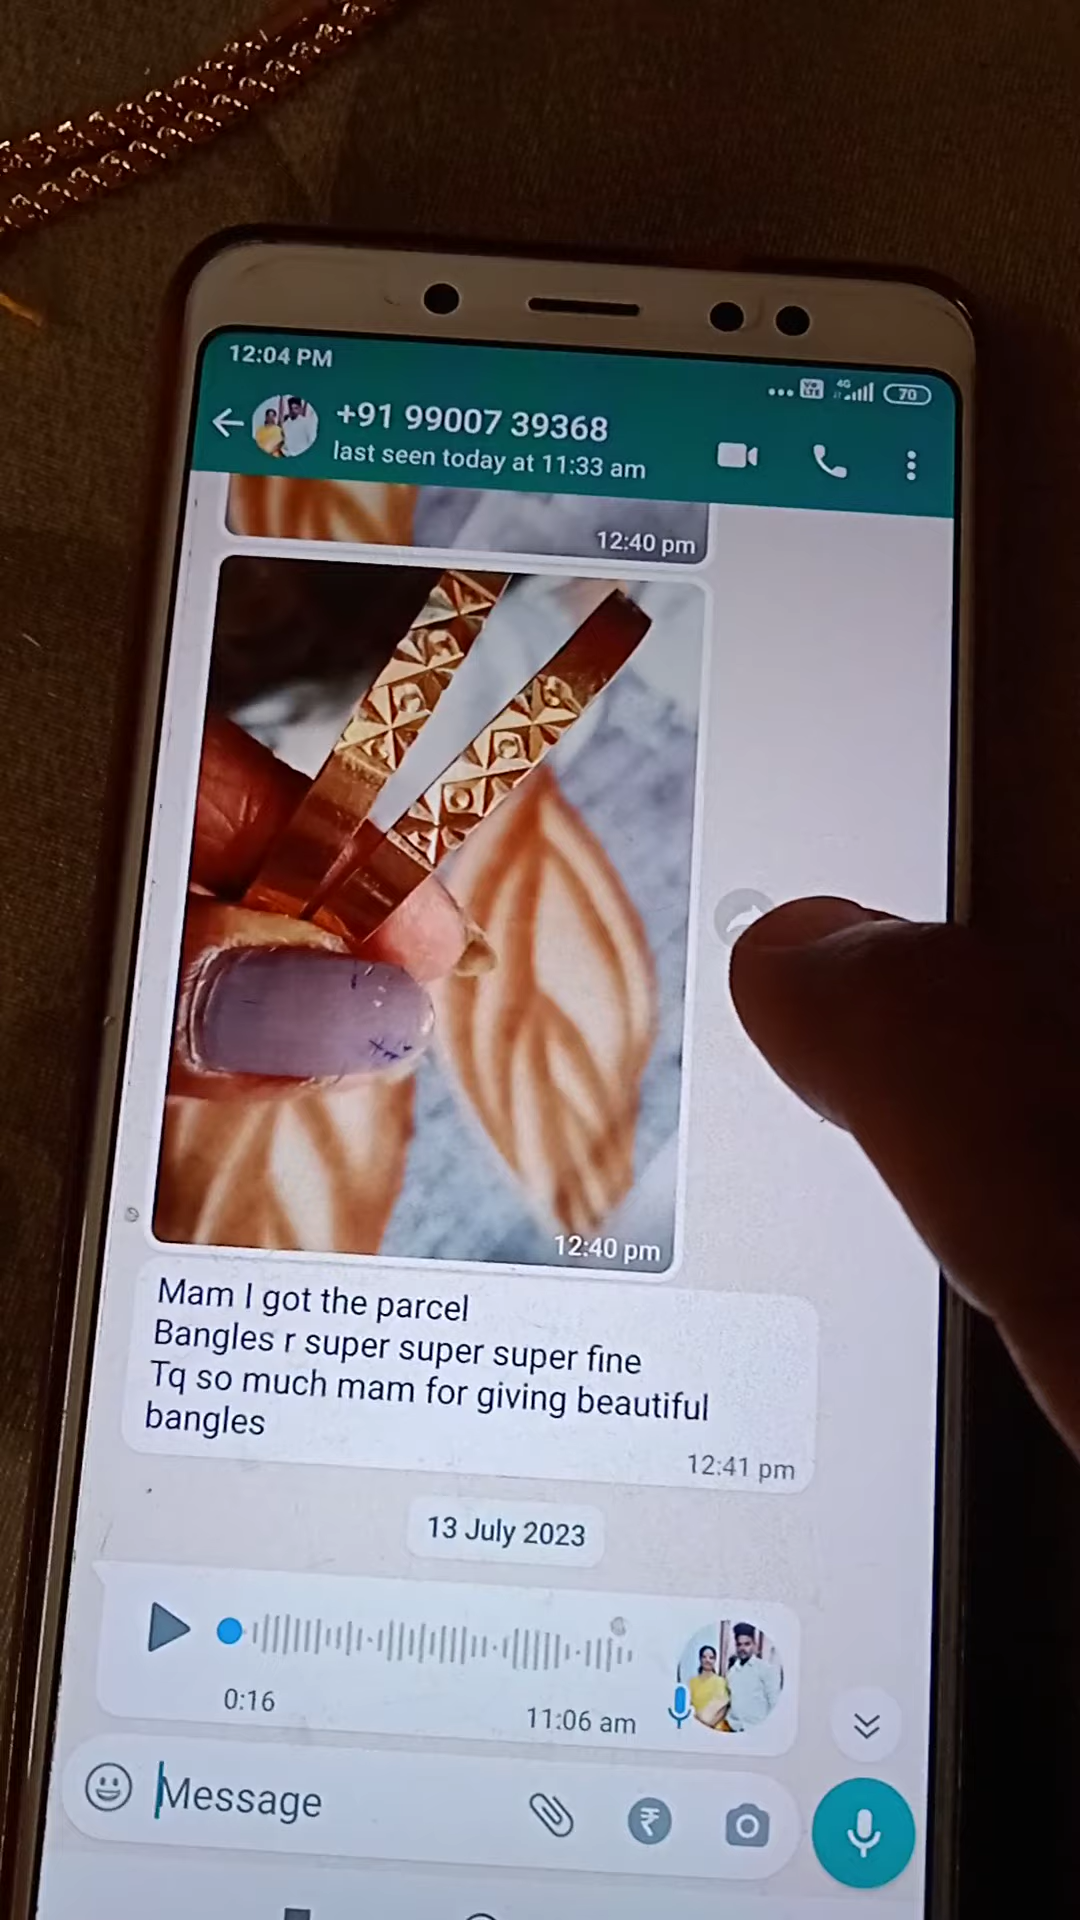 12:04 PM
4G
70
+91 99007 39368
last seen today at 11:33 am
12:40 pm
12:40 pm
Mam I got the parcel
Bangles r super super super fine
Tq so much mam for giving beautiful
bangles
12:41 pm
13 July 2023
0:16
11:06 am
Message